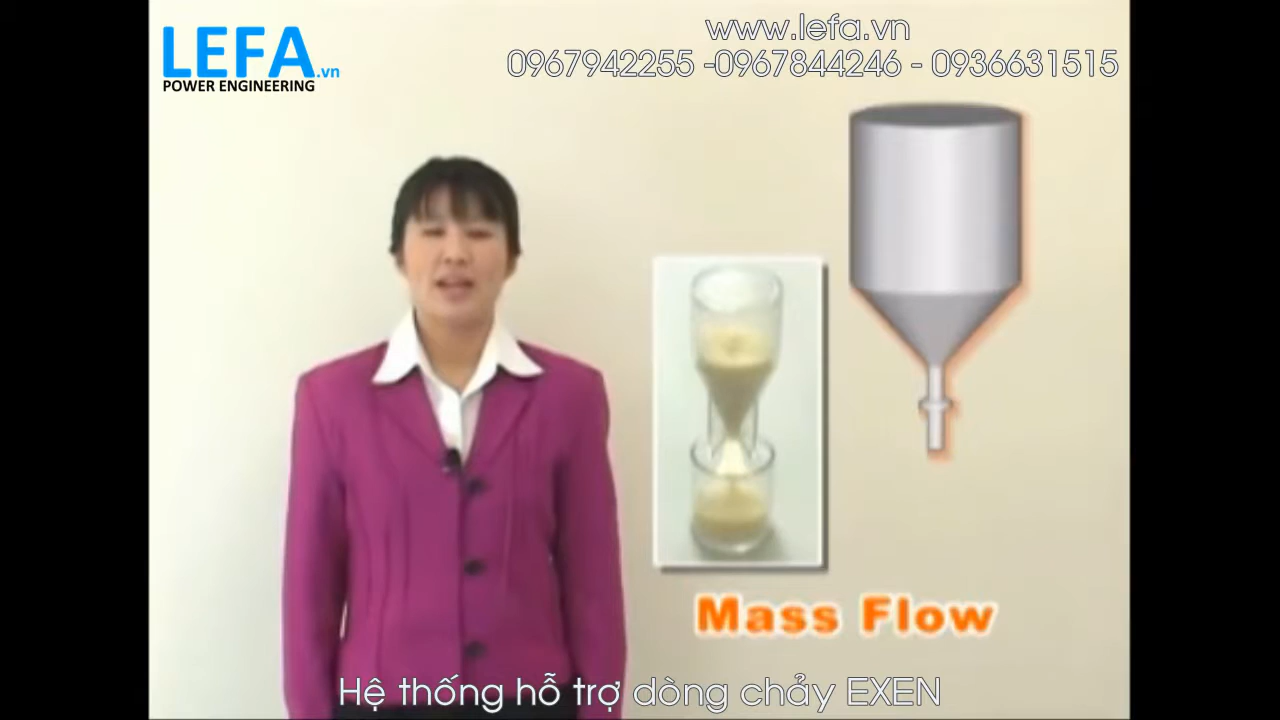 LEFA.vn
POWER ENGINEERING
www.lefa.vn
0967942255 -0967844246 - 0936631515
Mass Flow
Hệ thống hỗ trợ dòng chảy EXEN